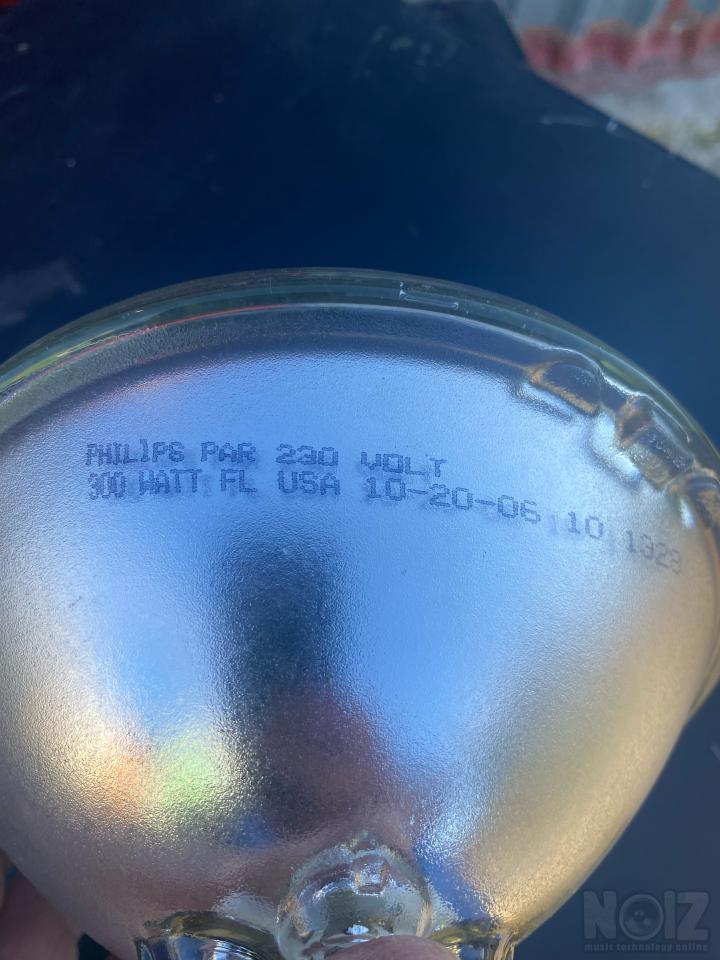 PHILIPS PAR 230 VOLT
300 WATT FL USA 10-20-06 10 1323
NOIZ
music technology online